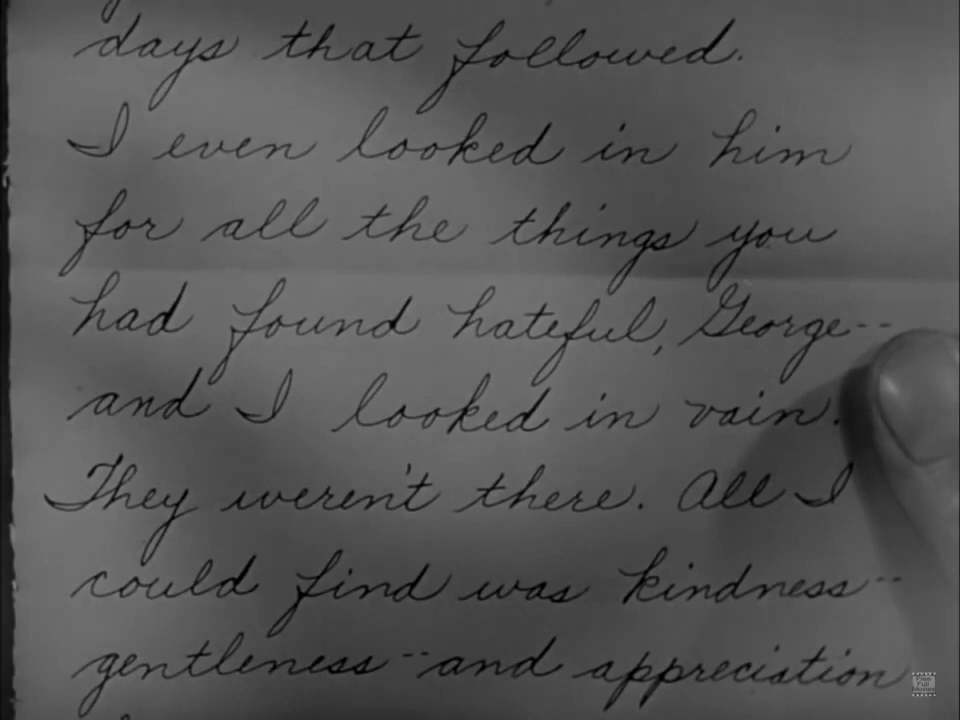 days that followed.
I even looked in him
for all the things you
had found hateful, George--
and I looked in vain.
They weren't there. All I
could find was kindness--
gentleness--and appreciation